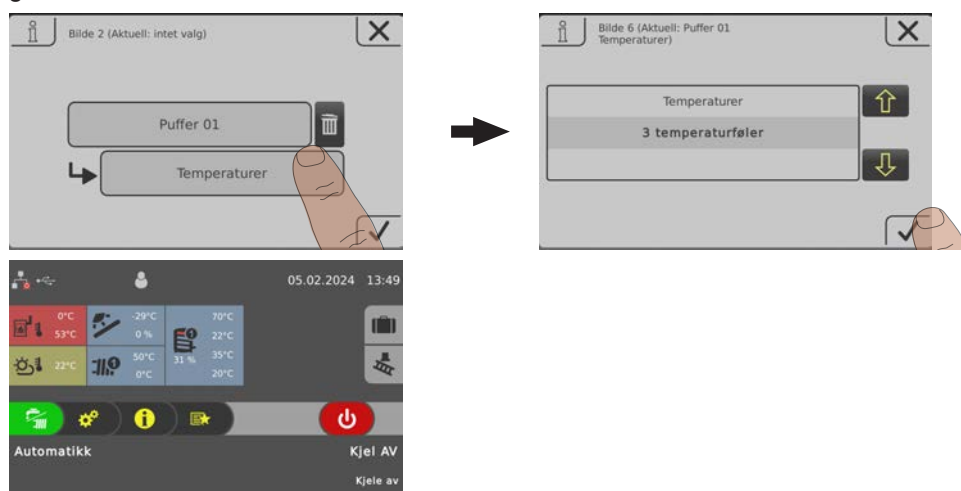 Bilde 2 (Aktuell: intet valg)
Puffer 01
Temperaturer
Bilde 6 (Aktuell: Puffer 01
Temperaturer)
Temperaturer
3 temperaturføler
05.02.2024 13:49
0°C
53°C
-29°C
0 %
70°C
22°C
31 %
35°C
20°C
22°C
50°C
0°C
Automatikk
Kjel AV
Kjele av